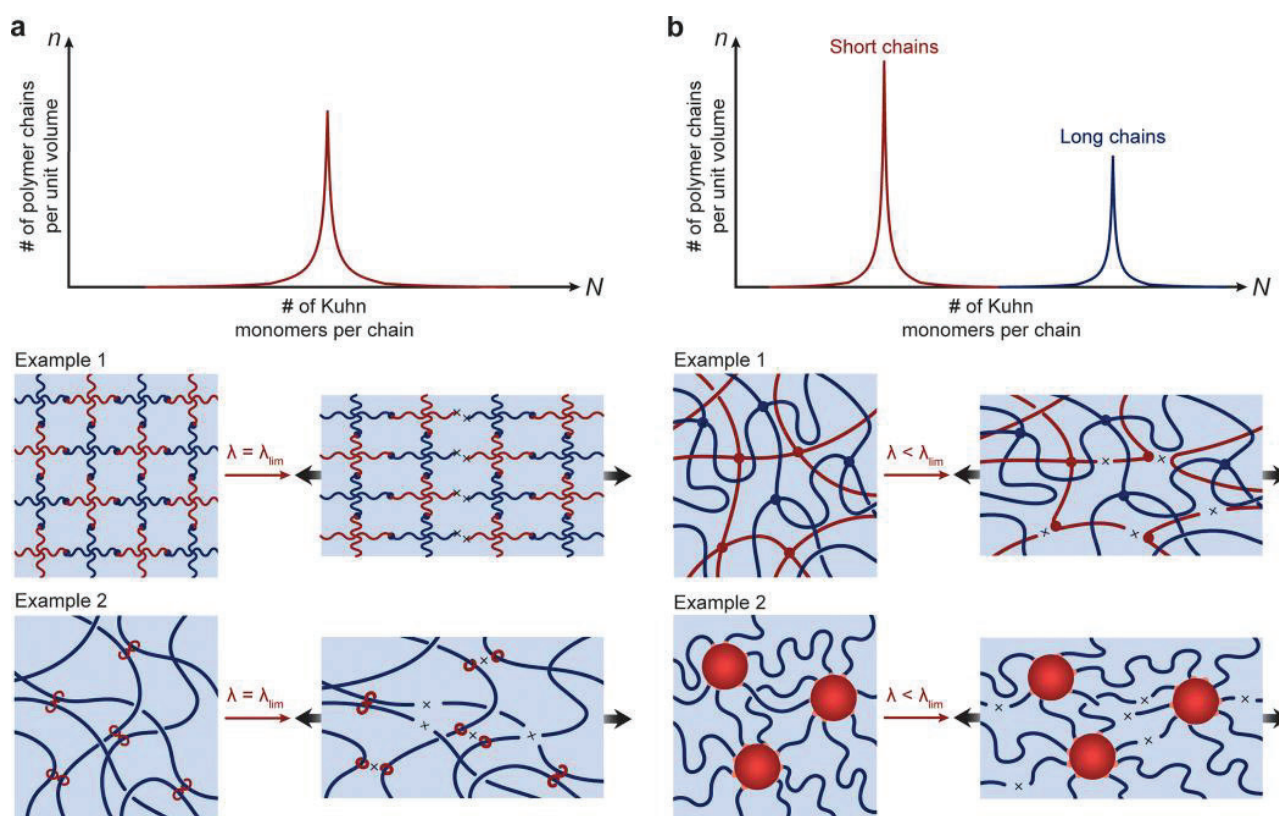 a
n
# of polymer chains
per unit volume
N
# of Kuhn
monomers per chain
Example 1
λ = λlim
Example 2
λ = λlim
b
n
# of polymer chains
per unit volume
Short chains
Long chains
N
# of Kuhn
monomers per chain
Example 1
λ < λlim
Example 2
λ < λlim